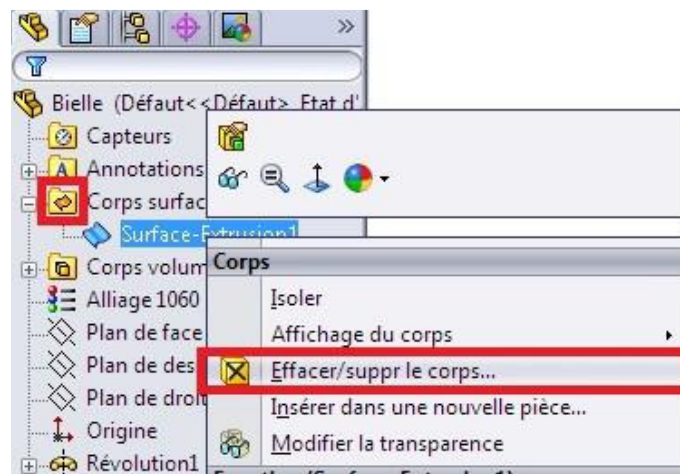 »
Bielle (Défaut<<Défaut>_Etat d'
Capteurs
Annotations
Corps surfac
Surface-Extrusion1
Corps volum
Corps
Isoler
Alliage 1060
Affichage du corps
Plan de face
Effacer/suppr le corps...
Plan de des
Insérer dans une nouvelle pièce...
Plan de droit
Modifier la transparence
Origine
Révolution1